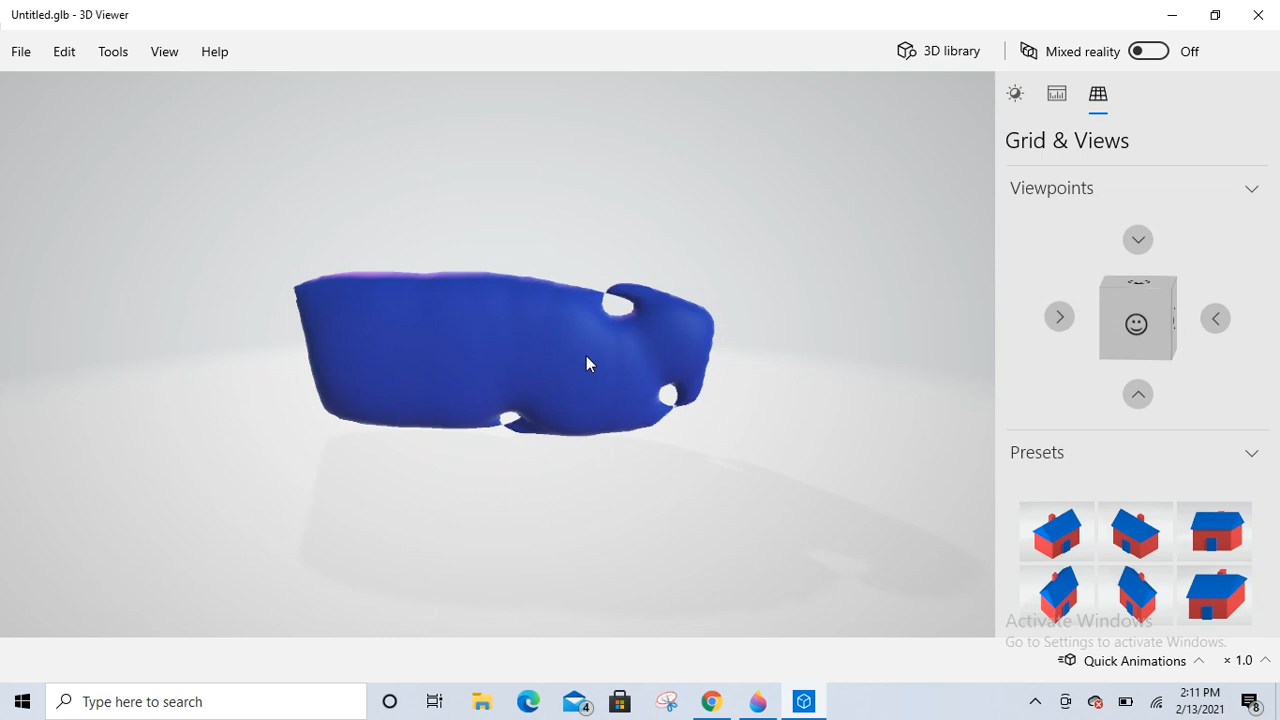 Untitled.glb - 3D Viewer
File Edit Tools View Help
3D library
Mixed reality Off
Grid & Views
Viewpoints
Presets
Activate Windows
Go to Settings to activate Windows.
Quick Animations × 1.0
Type here to search
4
2:11 PM
2/13/2021
8